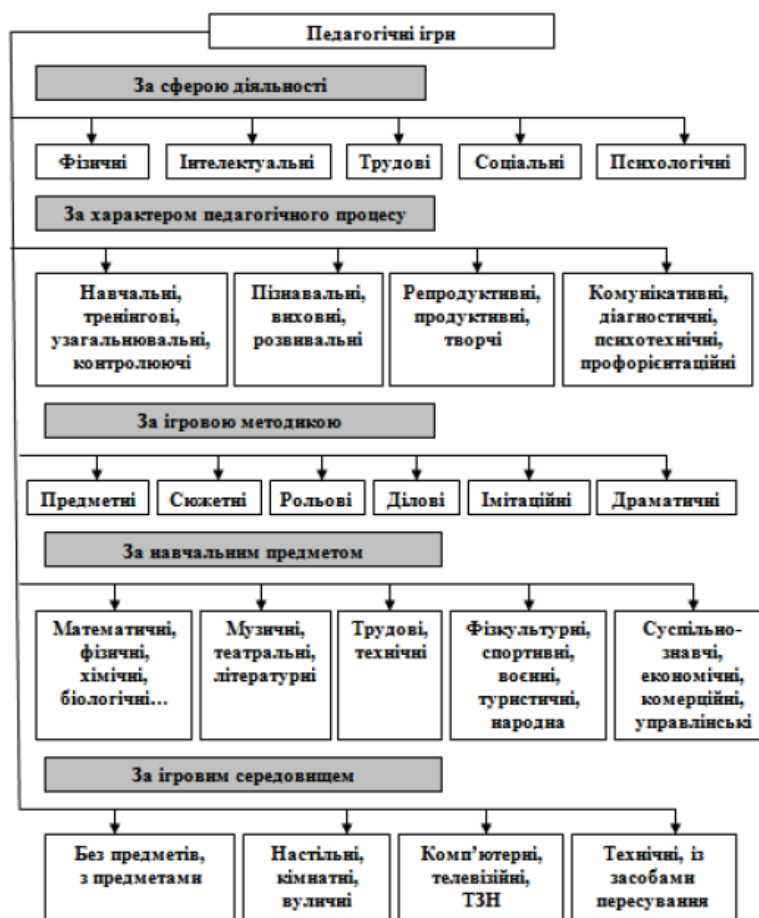 Педагогічні ігри
За сферою діяльності
Фізичні
Інтелектуальні
Трудові
Соціальні
Психологічні
За характером педагогічного процесу
Навчальні,
тренінгові,
узагальнювальні,
контролюючі
Пізнавальні,
виховні,
розвивальні
Репродуктивні,
продуктивні,
творчі
Комунікативні,
діагностичні,
психотехнічні,
профорієнтаційні
За ігровою методикою
Предметні
Сюжетні
Рольові
Ділові
Імітаційні
Драматичні
За навчальним предметом
Математичні,
фізичні,
хімічні,
біологічні…
Музичні,
театральні,
літературні
Трудові,
технічні
Фізкультурні,
спортивні,
воєнні,
туристичні,
народна
Суспільно-
знавчі,
економічні,
комерційні,
управлінські
За ігровим середовищем
Без предметів,
з предметами
Настільні,
кімнатні,
вуличні
Комп’ютерні,
телевізійні,
ТЗН
Технічні, із
засобами
пересування